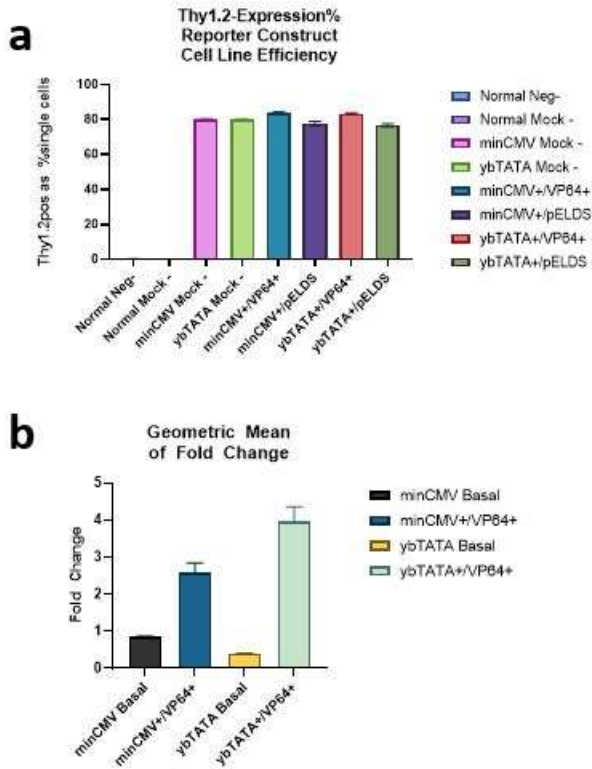 a
Thy1.2-Expression%
Reporter Construct
Cell Line Efficiency
Thy1.2pos as %single cells
100
80
60
40
20
0
Normal Neg-
Normal Mock -
minCMV Mock -
ybTATA Mock -
minCMV+/VP64+
minCMV+/pELDS
ybTATA+/VP64+
ybTATA+/pELDS
Normal Neg-
Normal Mock -
minCMV Mock -
ybTATA Mock -
minCMV+/VP64+
minCMV+/pELDS
ybTATA+/VP64+
ybTATA+/pELDS
b
Geometric Mean
of Fold Change
Fold Change
5
4
3
2
1
0
minCMV Basal
minCMV+/VP64+
ybTATA Basal
ybTATA+/VP64+
minCMV Basal
minCMV+/VP64+
ybTATA Basal
ybTATA+/VP64+